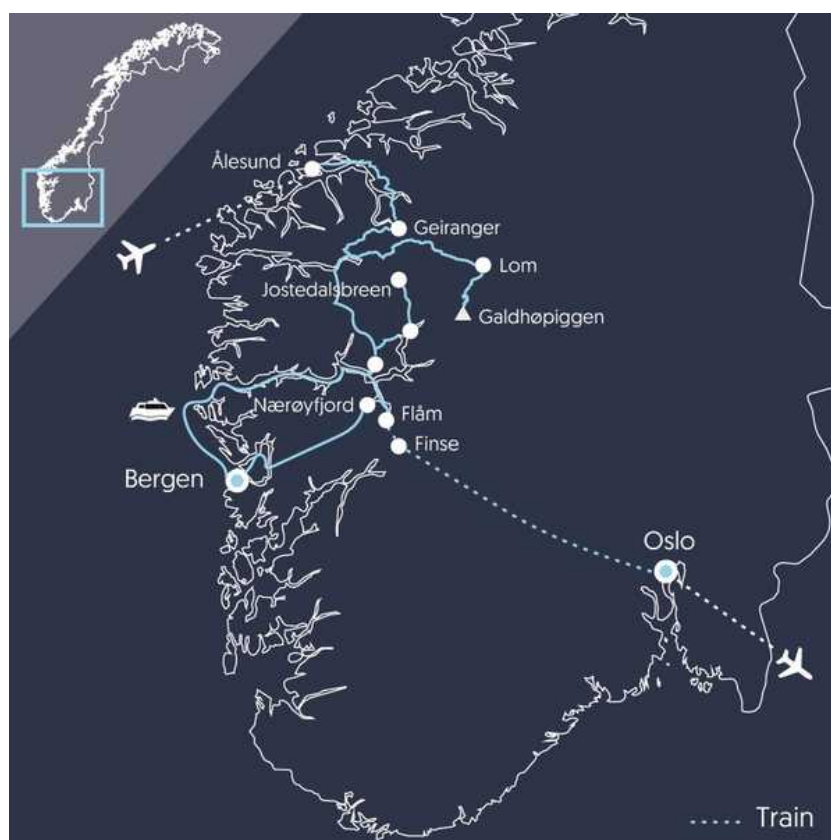 Ålesund
Geiranger
Lom
Jostedalsbreen
Galdhøpiggen
Nærøyfjord
Flåm
Finse
Bergen
Oslo
Train